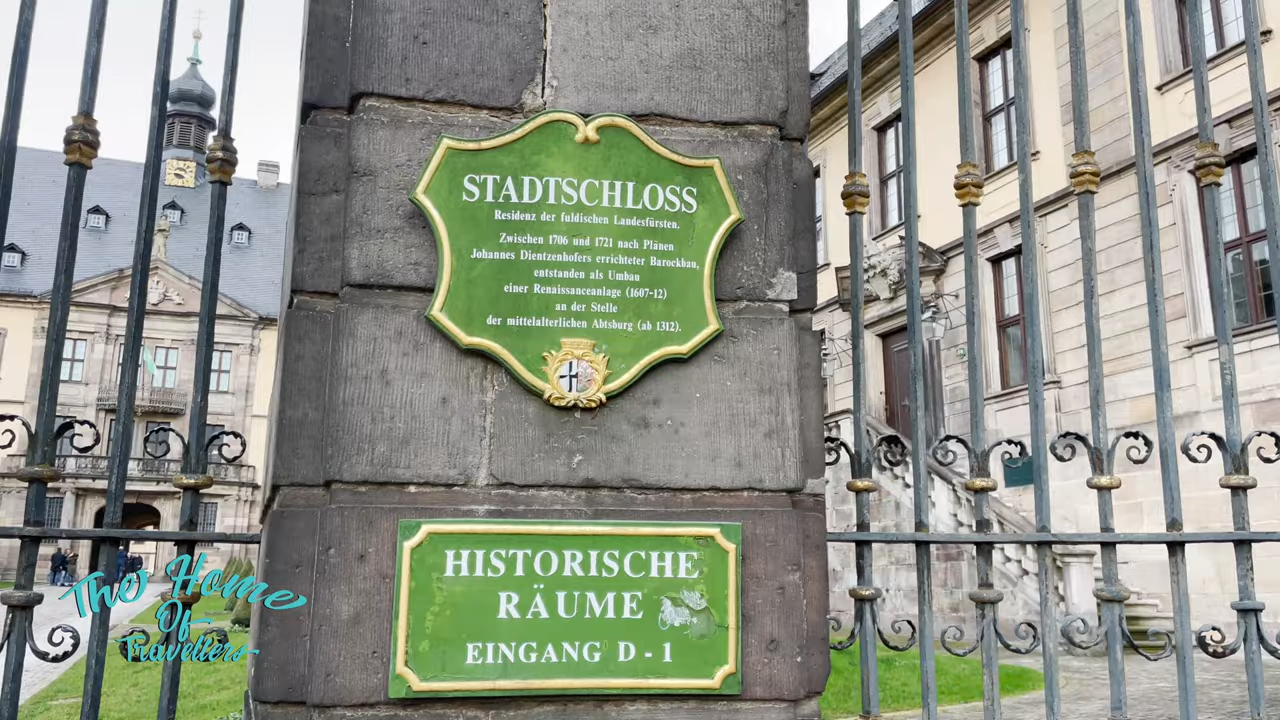 STADTSCHLOSS
Residenz der fuldischen Landesfürsten.
Zwischen 1706 und 1721 nach Plänen
Johannes Dientzenhofers errichteter Barockbau,
entstanden als Umbau
einer Renaissanceanlage (1607-12)
an der Stelle
der mittelalterlichen Abtsburg (ab 1312).
HISTORISCHE
RÄUME
EINGANG D-1
The Home
Of
Travellers